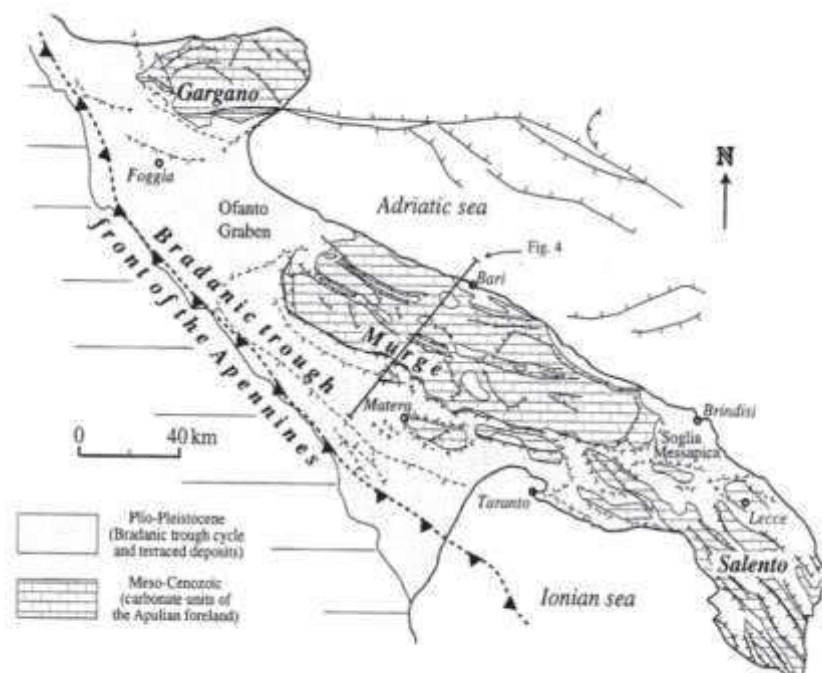 Gargano
Foggia
N
Ofanto
Graben
Adriatic sea
Fig. 4
Bari
Bradanic trough
front of the Apennines
Murge
Matera
Brindisi
0 40 km
Soglia
Messapica
Taranto
Lecce
Plio-Pleistocene
(Bradanic trough cycle
and terraced deposits)
Salento
Meso-Cenozoic
(carbonate units of
the Apulian foreland)
Ionian sea